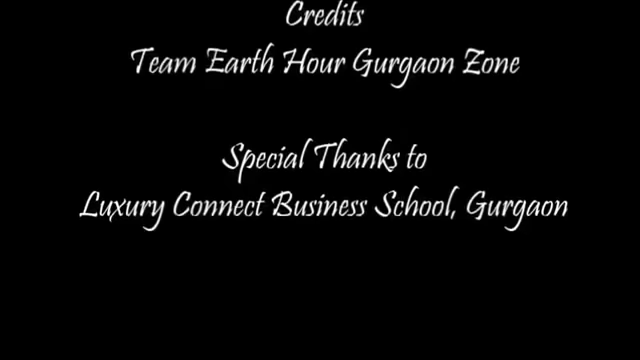 Credits
Team Earth Hour Gurgaon Zone
Special Thanks to
Luxury Connect Business School, Gurgaon